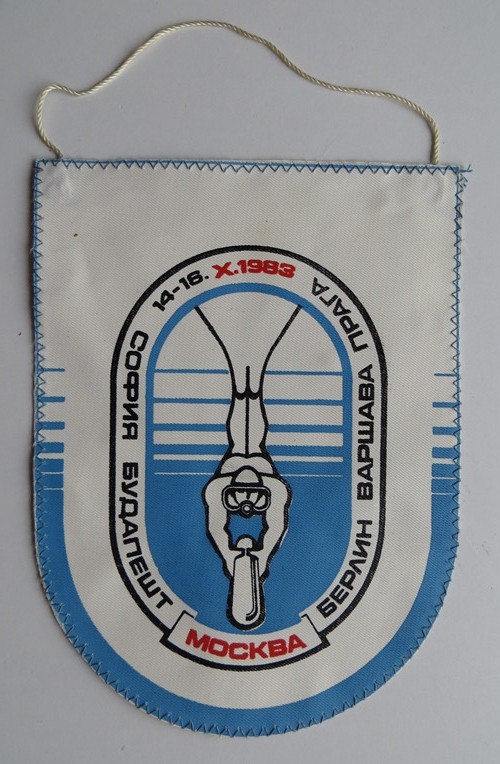 14-16. X.1983
СОФИЯ БУДАПЕШТ
МОСКВА
БЕРЛИН ВАРШАВА ПРАГА